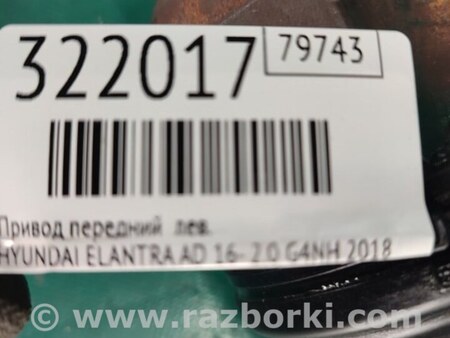 322017 79743
Привод передний лев.
HYUNDAI ELANTRA AD 16- 2.0 G4NH 2018
www.razborki.com